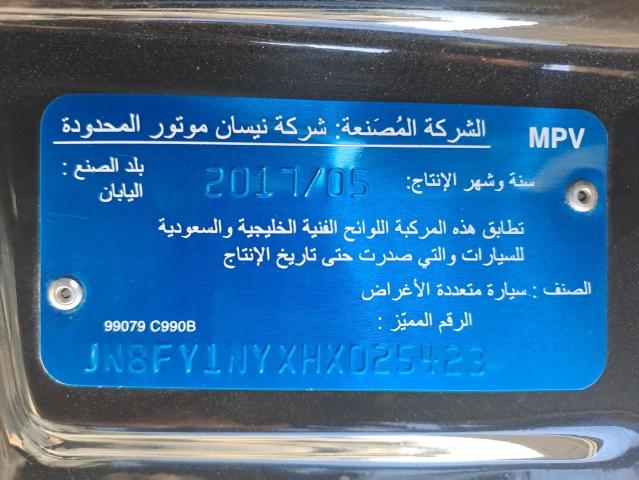 الشركة المُصَنعة: شركة نيسان موتور المحدودة
MPV
سنة وشهر الإنتاج: 2017/05
بلد الصنع :
اليابان
تطابق هذه المركبة اللوائح الفنية الخليجية والسعودية
للسيارات والتي صدرت حتى تاريخ الإنتاج
الصنف : سيارة متعددة الأغراض
الرقم المميّز :
99079 C990B
JN8FY1NYXHX025423